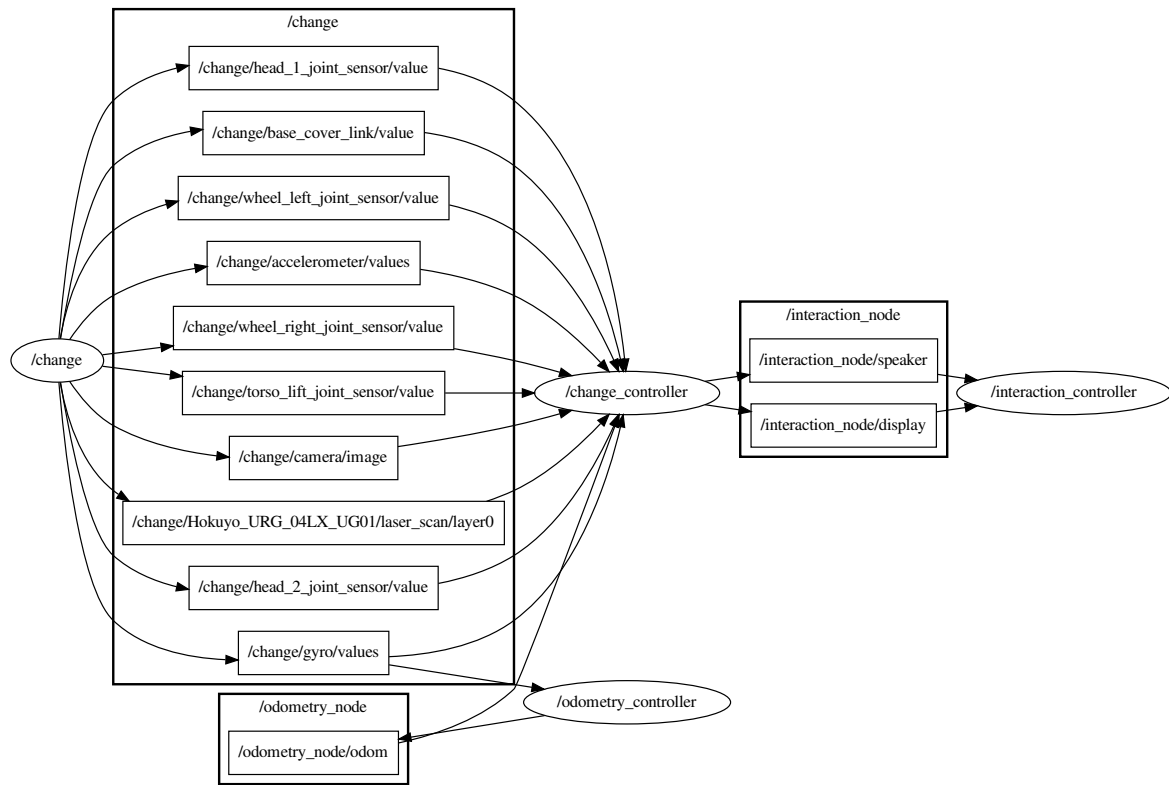 /change
/change/head_1_joint_sensor/value
/change/base_cover_link/value
/change/wheel_left_joint_sensor/value
/change/accelerometer/values
/change/wheel_right_joint_sensor/value
/change
/change/torso_lift_joint_sensor/value
/change/camera/image
/change/Hokuyo_URG_04LX_UG01/laser_scan/layer0
/change/head_2_joint_sensor/value
/change/gyro/values
/odometry_node
/odometry_node/odom
/odometry_controller
/change_controller
/interaction_node
/interaction_node/speaker
/interaction_node/display
/interaction_controller